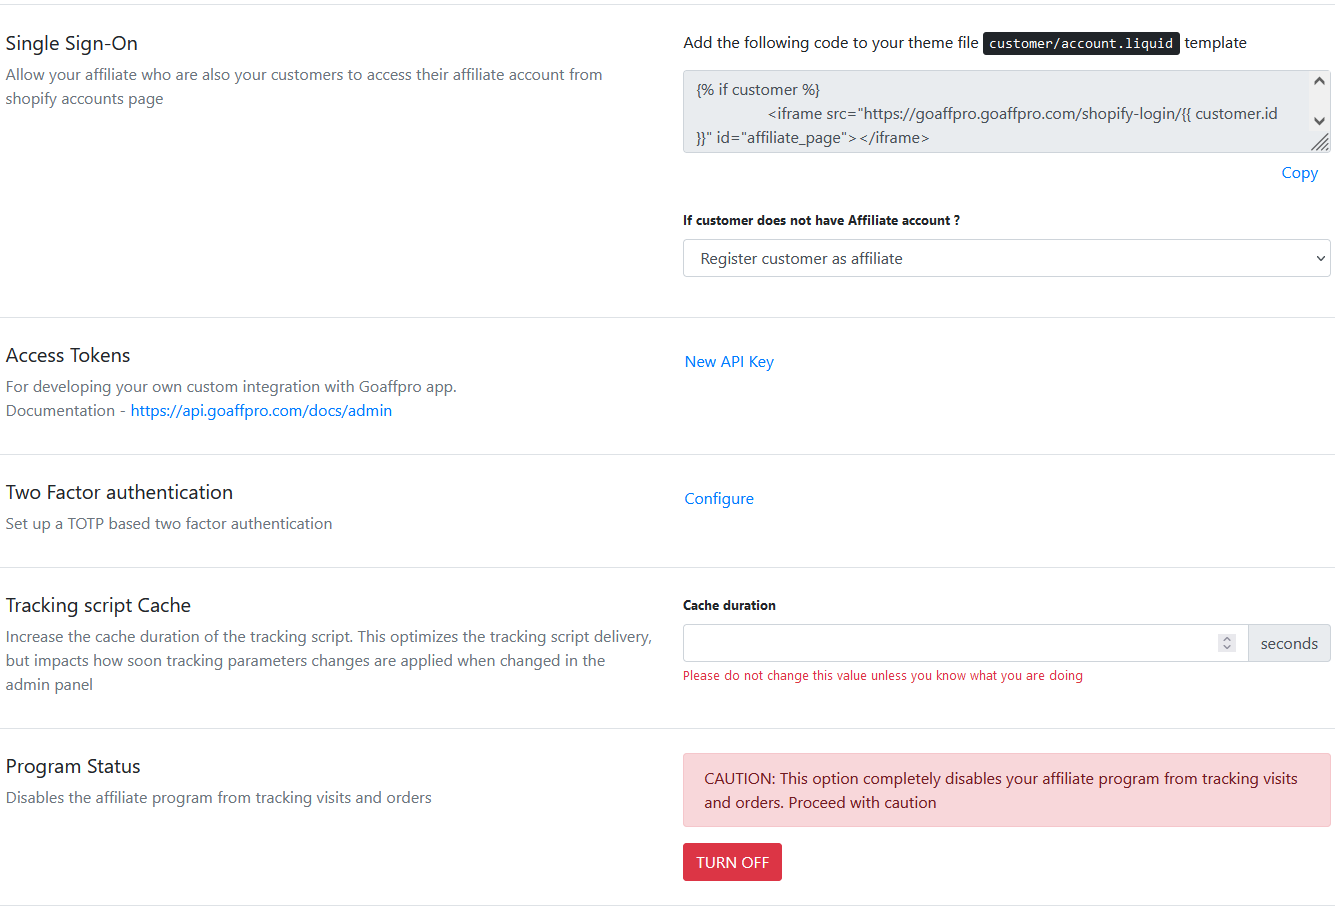 Single Sign-On
Allow your affiliate who are also your customers to access their affiliate account from
shopify accounts page
Add the following code to your theme file customer/account.liquid template
{% if customer %}
<iframe src="https://goaffpro.goaffpro.com/shopify-login/{{ customer.id
}}" id="affiliate_page"></iframe>
Copy
If customer does not have Affiliate account ?
Register customer as affiliate
Access Tokens
For developing your own custom integration with Goaffpro app.
Documentation - https://api.goaffpro.com/docs/admin
New API Key
Two Factor authentication
Set up a TOTP based two factor authentication
Configure
Tracking script Cache
Increase the cache duration of the tracking script. This optimizes the tracking script delivery,
but impacts how soon tracking parameters changes are applied when changed in the
admin panel
Cache duration
seconds
Please do not change this value unless you know what you are doing
Program Status
Disables the affiliate program from tracking visits and orders
CAUTION: This option completely disables your affiliate program from tracking visits
and orders. Proceed with caution
TURN OFF